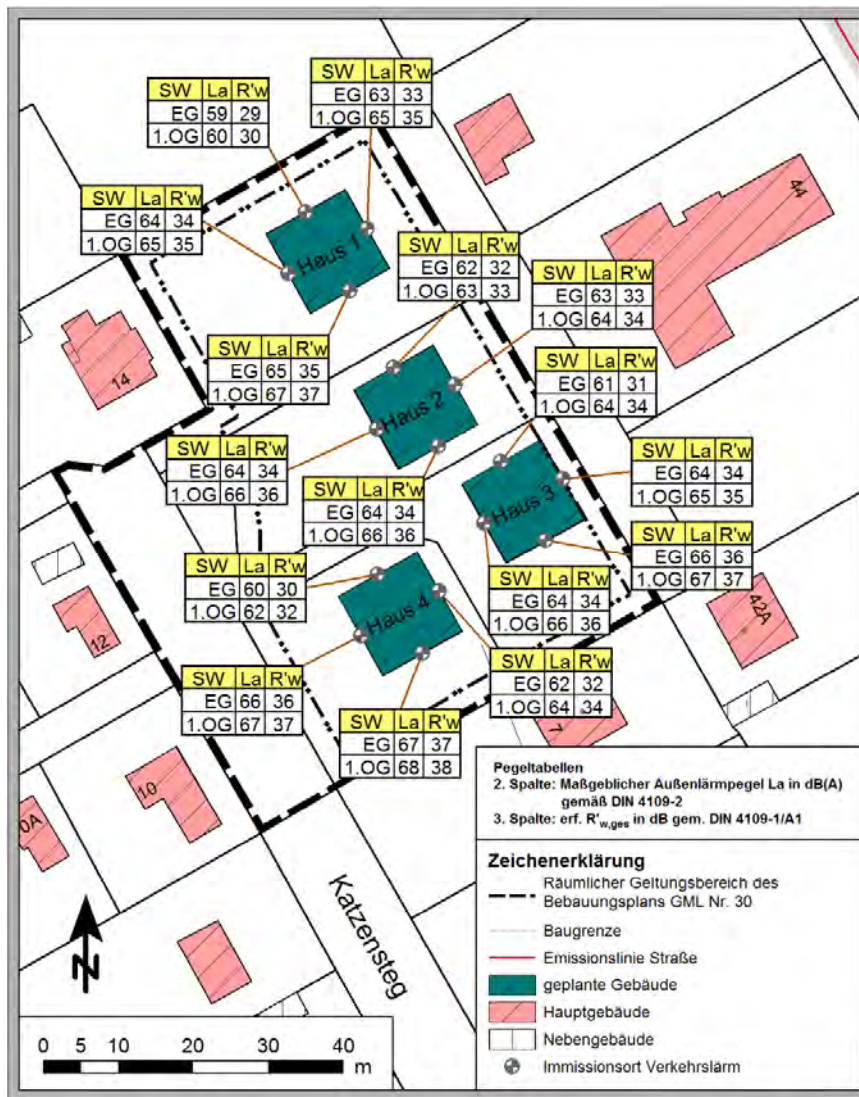 SW La R'w
EG 63 33
1.OG 65 35
SW La R'w
EG 59 29
1.OG 60 30
SW La R'w
EG 64 34
1.OG 65 35
Haus 1
44
SW La R'w
EG 62 32
1.OG 63 33
SW La R'w
EG 63 33
1.OG 64 34
SW La R'w
EG 65 35
1.OG 67 37
14
Haus 2
SW La R'w
EG 61 31
1.OG 64 34
SW La R'w
EG 64 34
1.OG 66 36
SW La R'w
EG 64 34
1.OG 66 36
Haus 3
SW La R'w
EG 64 34
1.OG 65 35
SW La R'w
EG 66 36
1.OG 67 37
SW La R'w
EG 60 30
1.OG 62 32
SW La R'w
EG 64 34
1.OG 66 36
Haus 4
12
42A
SW La R'w
EG 66 36
1.OG 67 37
SW La R'w
EG 62 32
1.OG 64 34
SW La R'w
EG 67 37
1.OG 68 38
7
10
0A
Katzensteg
N
0 5 10 20 30 40
m
Pegeltabellen
2. Spalte: Maßgeblicher Außenlärmpegel La in dB(A)
gemäß DIN 4109-2
3. Spalte: erf. R'w,ges in dB gem. DIN 4109-1/A1
Zeichenerklärung
Räumlicher Geltungsbereich des
Bebauungsplans GML Nr. 30
Baugrenze
Emissionslinie Straße
geplante Gebäude
Hauptgebäude
Nebengebäude
Immissionsort Verkehrslärm